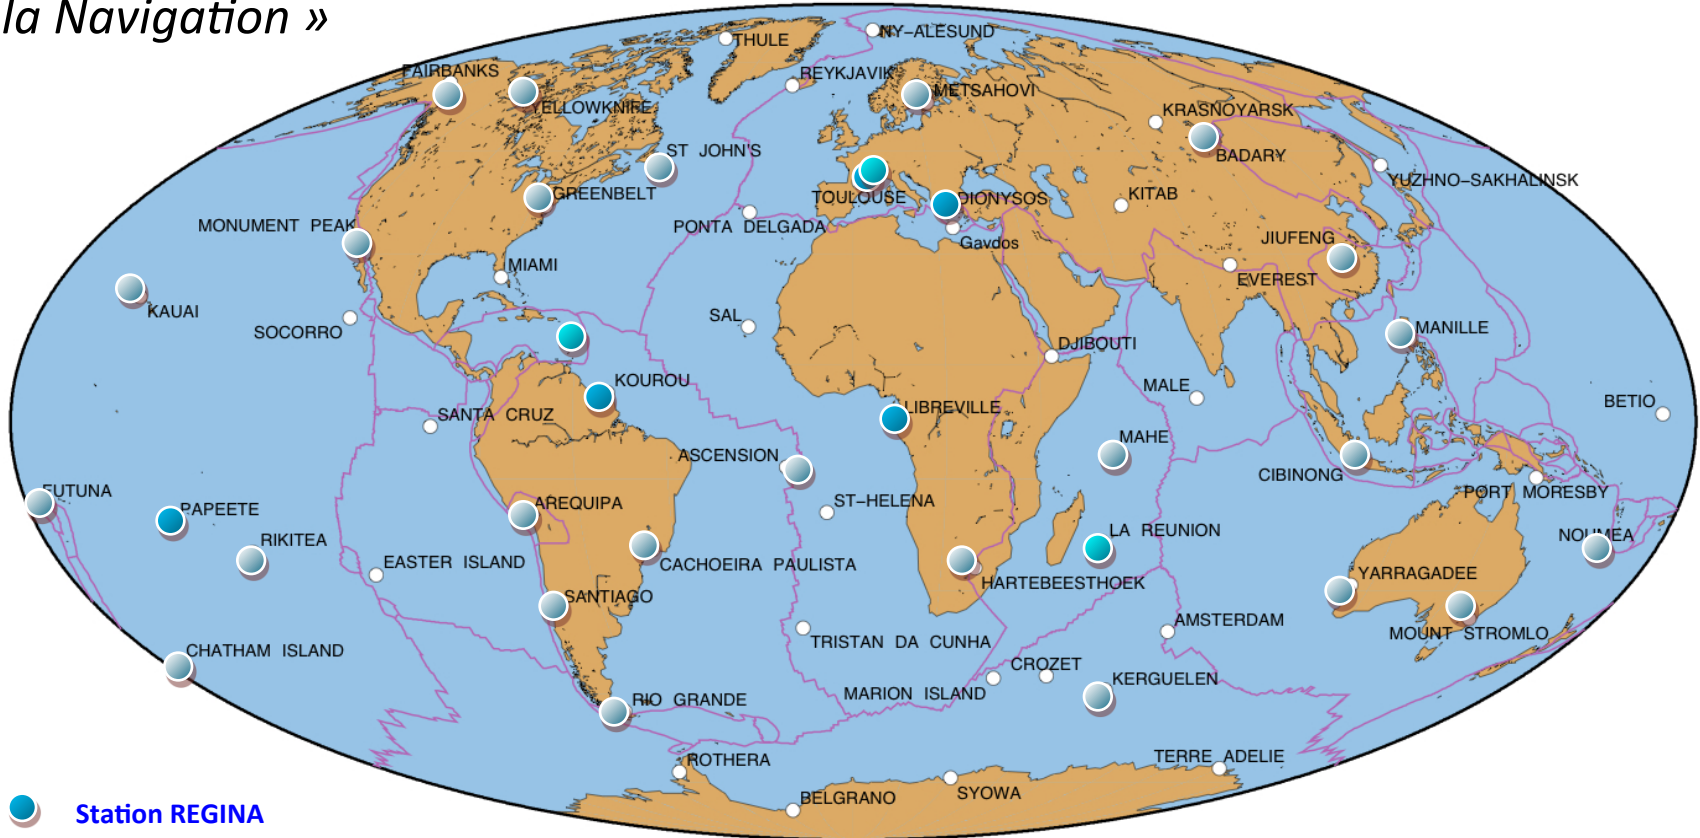 la Navigation »
THULE
NY-ALESUND
FAIRBANKS
REYKJAVIK
METSAHOVI
YELLOWKNIFE
KRASNOYARSK
ST JOHN'S
BADARY
YUZHNO-SAKHALINSK
GREENBELT
TOULOUSE
DIONYSOS
KITAB
MONUMENT PEAK
PONTA DELGADA
Gavdos
JIUFENG
MIAMI
EVEREST
KAUAI
SOCORRO
SAL
MANILLE
DJIBOUTI
KOUROU
MALE
SANTA CRUZ
LIBREVILLE
BETIO
ASCENSION
MAHE
CIBINONG
FUTUNA
PORT MORESBY
PAPEETE
AREQUIPA
ST-HELENA
RIKITEA
LA REUNION
NOUMEA
EASTER ISLAND
CACHOEIRA PAULISTA
HARTEBEESTHOEK
YARRAGADEE
SANTIAGO
AMSTERDAM
MOUNT STROMLO
CHATHAM ISLAND
TRISTAN DA CUNHA
CROZET
KERGUELEN
MARION ISLAND
RIO GRANDE
ROTHERA
TERRE ADELIE
BELGRANO
SYOWA
Station REGINA